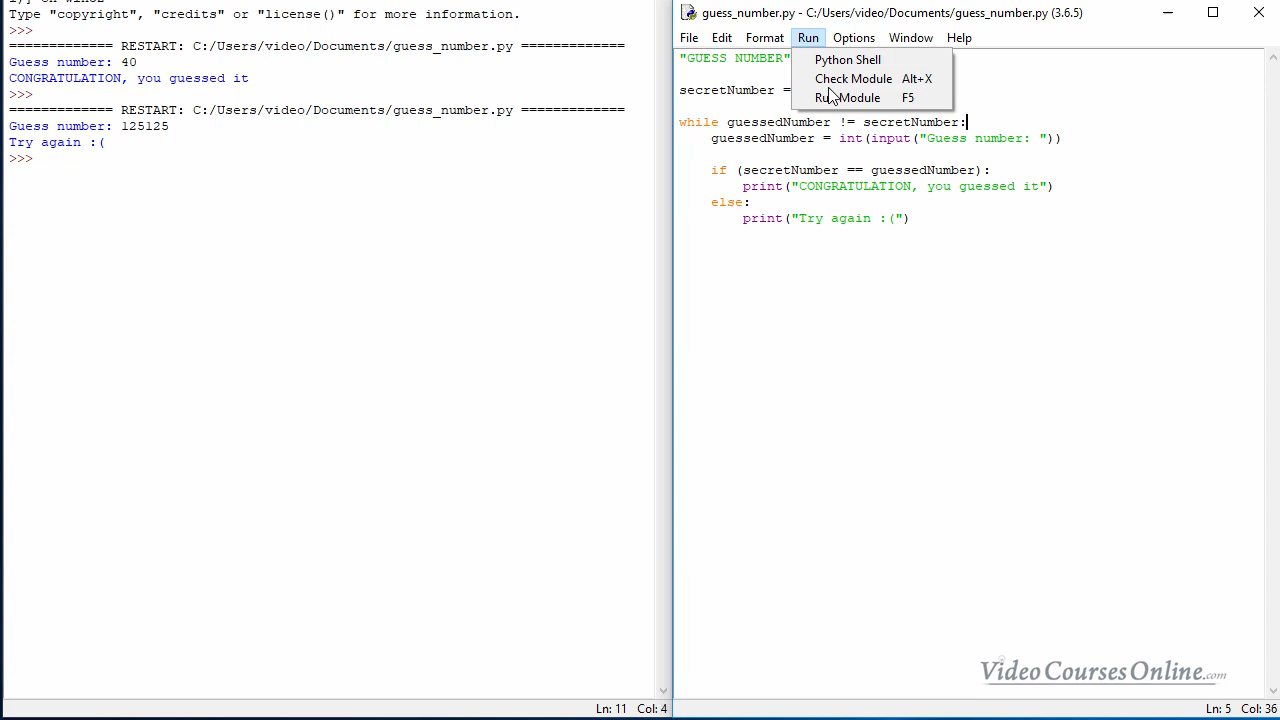 Type "copyright", "credits" or "license()" for more information.
>>>
============ RESTART: C:/Users/video/Documents/guess_number.py ============
Guess number: 40
CONGRATULATION, you guessed it
>>>
============ RESTART: C:/Users/video/Documents/guess_number.py ============
Guess number: 125125
Try again :(
>>>
Ln: 11 Col: 4
guess_number.py - C:/Users/video/Documents/guess_number.py (3.6.5)
File Edit Format Run Options Window Help
Python Shell
Check Module Alt+X
Run Module F5
"GUESS NUMBER"
secretNumber =
while guessedNumber != secretNumber:
guessedNumber = int(input("Guess number: "))
if (secretNumber == guessedNumber):
print("CONGRATULATION, you guessed it")
else:
print("Try again :(")
VideoCoursesOnline.com
Ln: 5 Col: 36